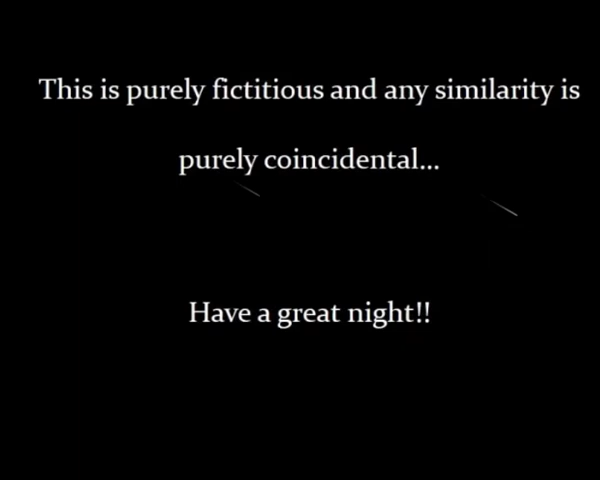 This is purely fictitious and any similarity is
purely coincidental...
Have a great night!!